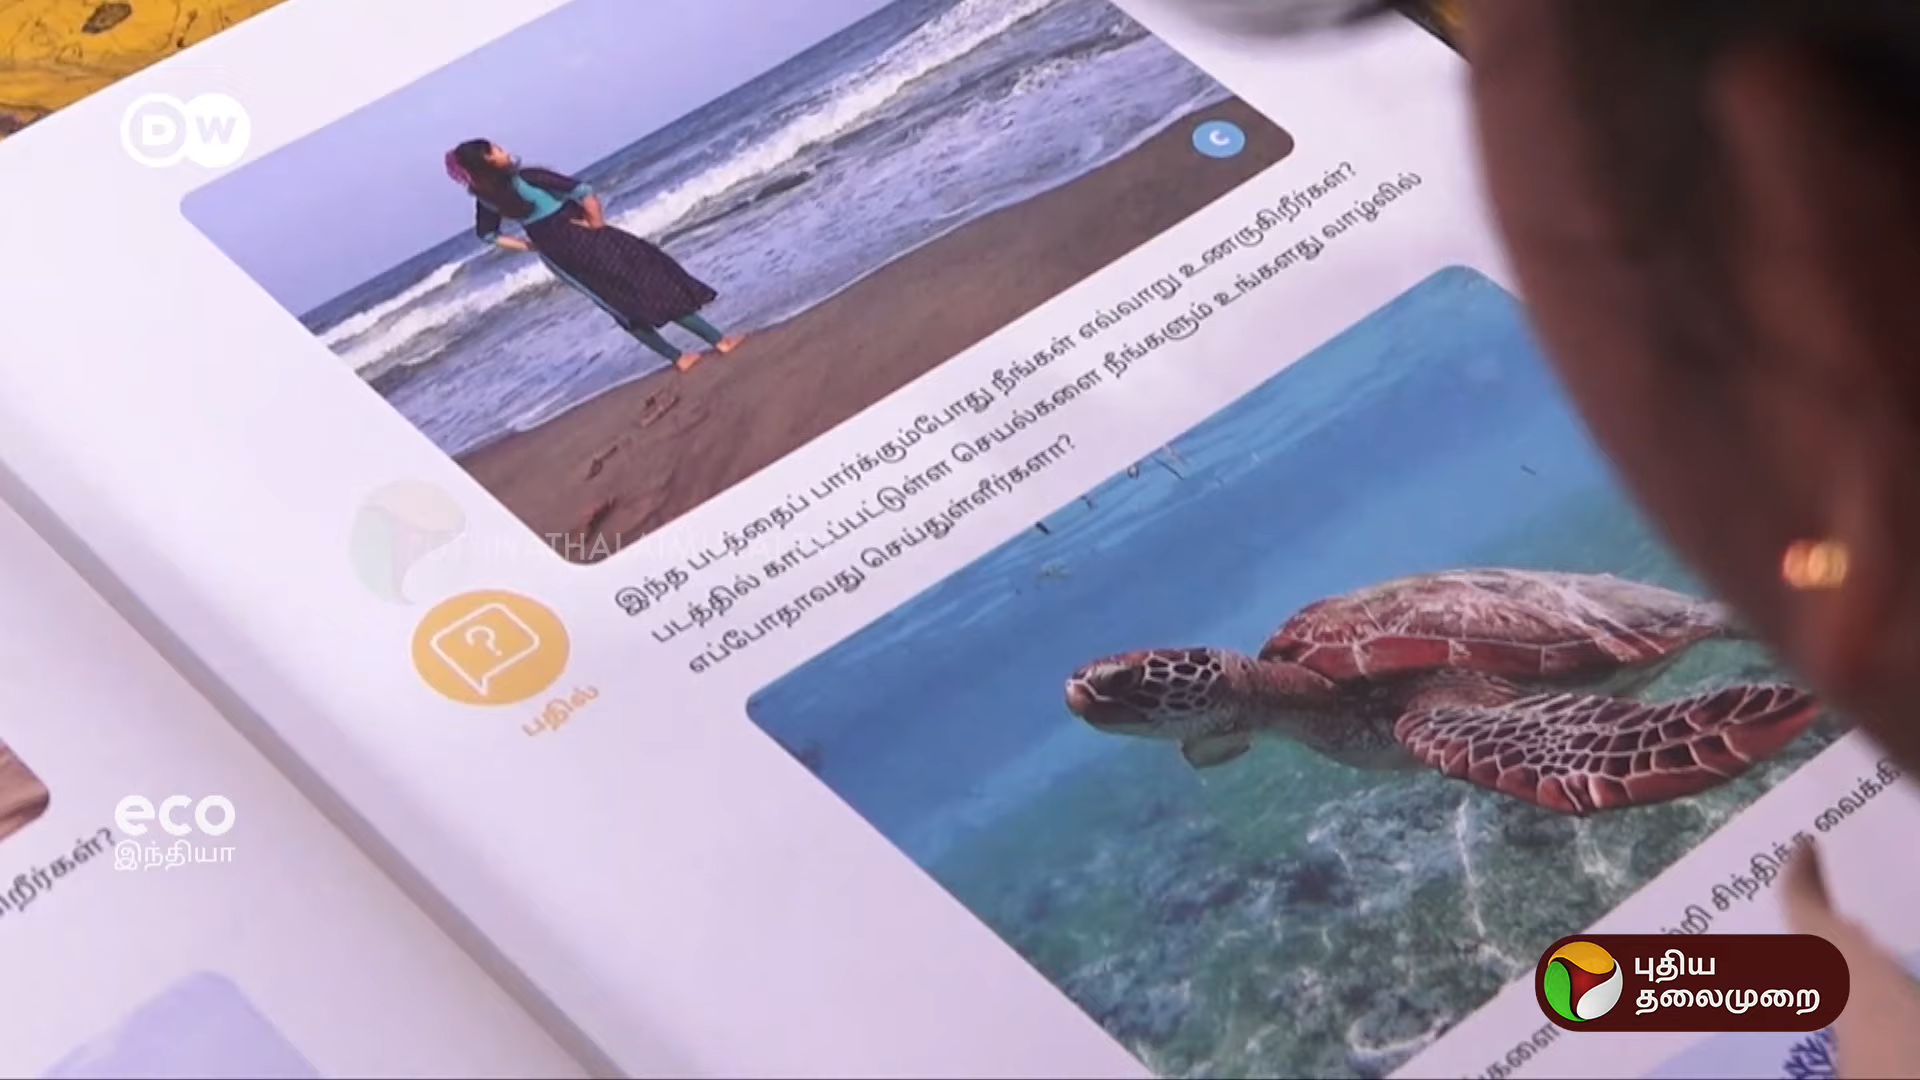 DW
C
இந்த படத்தைப் பார்க்கும்போது நீங்கள் எவ்வாறு உணருகிறீர்கள்?
படத்தில் காட்டப்பட்டுள்ள செயல்களை நீங்களும் உங்களது வாழ்வில்
எப்போதாவது செய்துள்ளீர்களா?
?
பதில்
eco
இந்தியா
சிந்திக்க
புதிய
தலைமுறை